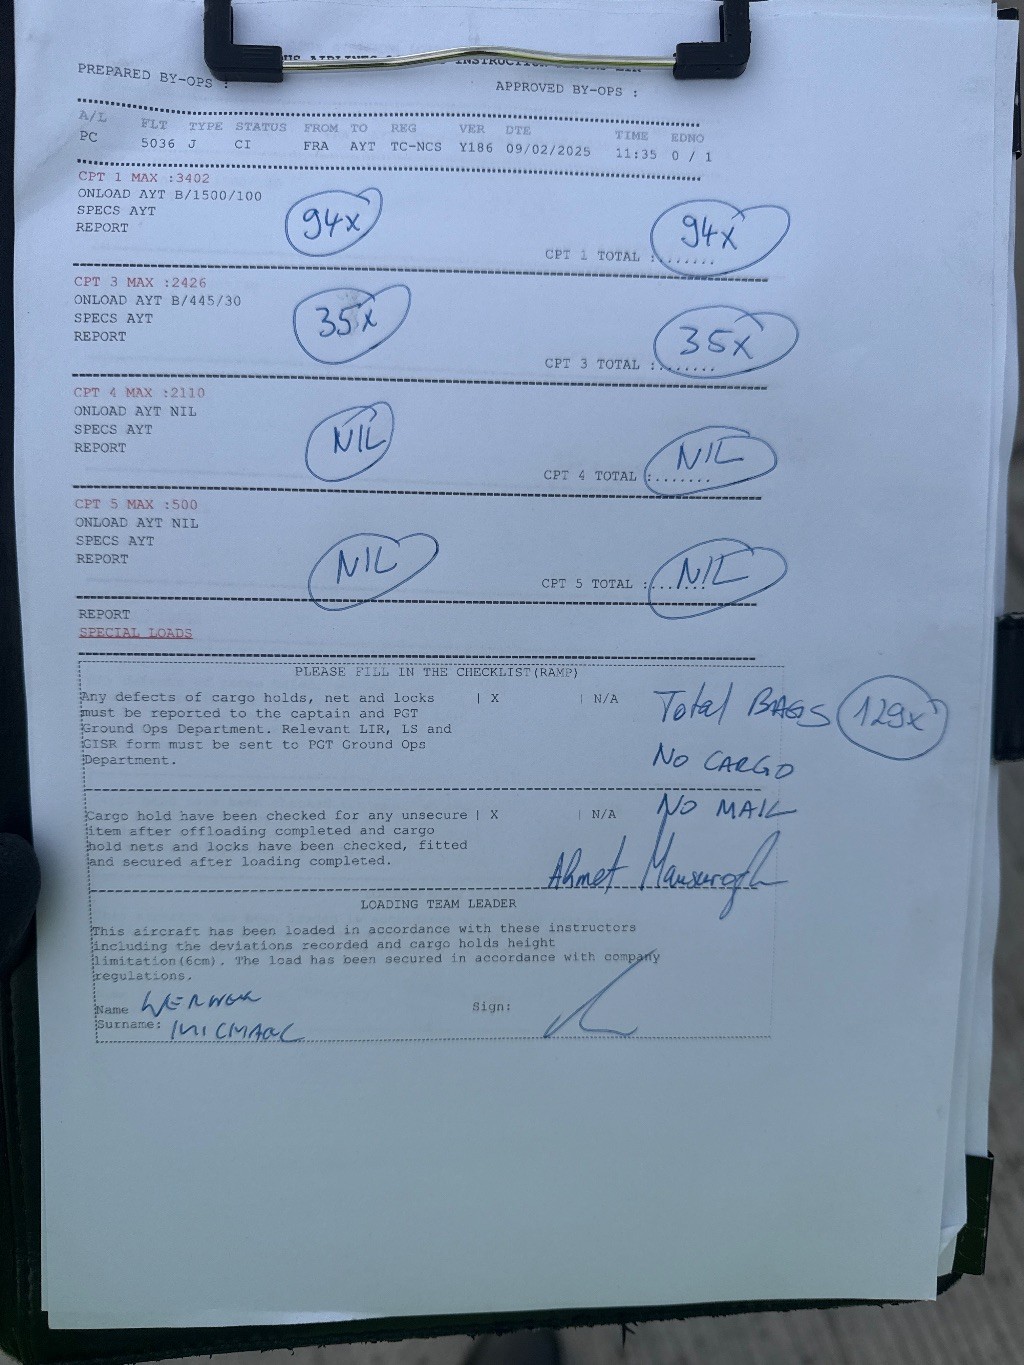 PREPARED BY-OPS :
APPROVED BY-OPS :
A/L FLT TYPE STATUS FROM TO REG VER DTE TIME EDNO
PC 5036 J CI FRA AYT TC-NCS Y186 09/02/2025 11:35 0 / 1
CPT 1 MAX :3402
ONLOAD AYT B/1500/100
SPECS AYT
REPORT
94x
94x
CPT 1 TOTAL :.......
CPT 3 MAX :2426
ONLOAD AYT B/445/30
SPECS AYT
REPORT
35x
35x
CPT 3 TOTAL :.......
CPT 4 MAX :2110
ONLOAD AYT NIL
SPECS AYT
REPORT
NIL
NIL
CPT 4 TOTAL :.......
CPT 5 MAX :500
ONLOAD AYT NIL
SPECS AYT
REPORT
NIL
NIL
CPT 5 TOTAL :.......
REPORT
SPECIAL LOADS
PLEASE FILL IN THE CHECKLIST(RAMP)
Any defects of cargo holds, net and locks | X | N/A
must be reported to the captain and PGT
Ground Ops Department. Relevant LIR, LS and
CISR form must be sent to PGT Ground Ops
Department.
Total BAGS 129x
NO CARGO
NO MAIL
Cargo hold have been checked for any unsecure | X | N/A
item after offloading completed and cargo
hold nets and locks have been checked, fitted
and secured after loading completed.
Ahmet
LOADING TEAM LEADER
This aircraft has been loaded in accordance with these instructors
including the deviations recorded and cargo holds height
limitation(6cm). The load has been secured in accordance with company
regulations.
Name
Sign:
Surname: